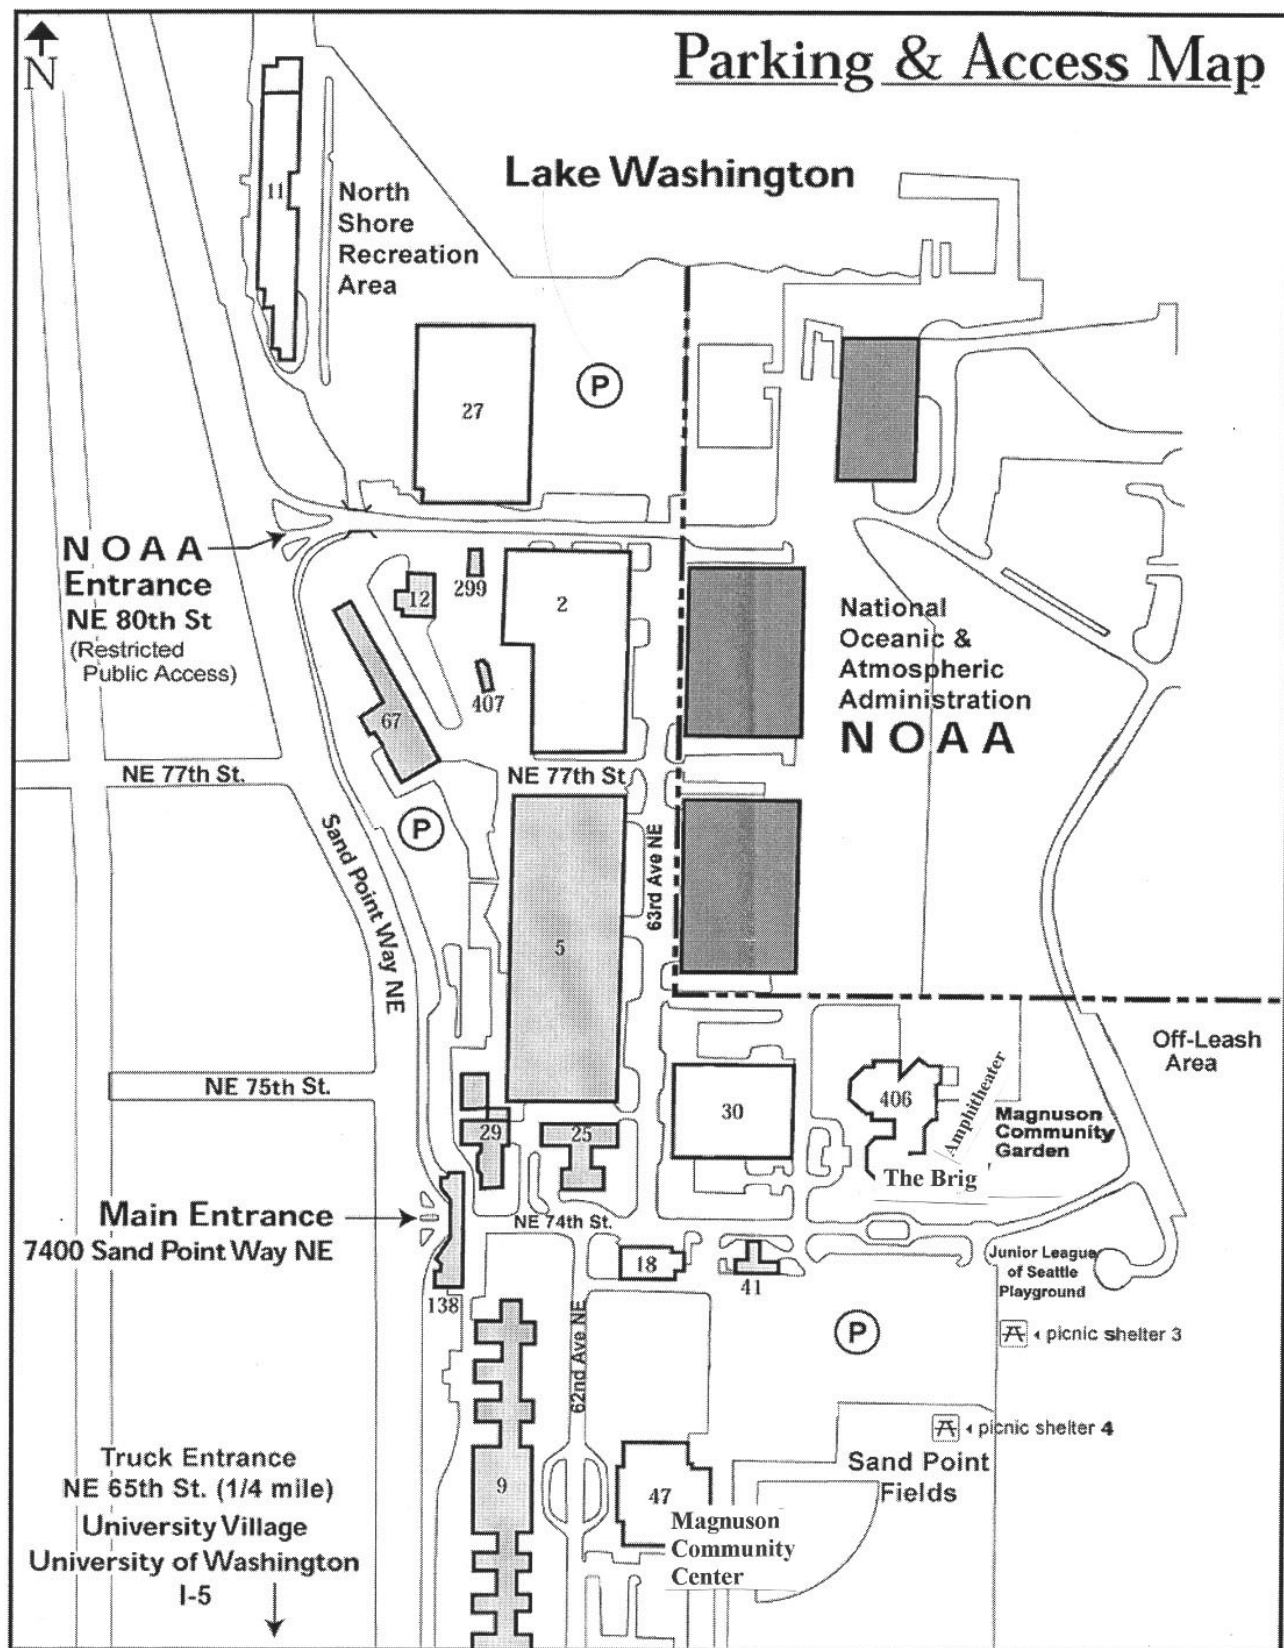 Parking & Access Map
N
Lake Washington
11
North
Shore
Recreation
Area
P
27
NOAA
Entrance
NE 80th St
(Restricted
Public Access)
299
12
2
407
67
National
Oceanic &
Atmospheric
Administration
NOAA
NE 77th St.
NE 77th St
P
Sand Point Way NE
63rd Ave NE
5
Off-Leash
Area
NE 75th St.
30
406
Amphitheater
Magnuson
Community
Garden
29
25
The Brig
Main Entrance
7400 Sand Point Way NE
NE 74th St.
18
41
138
Junior League
of Seattle
Playground
P
picnic shelter 3
62nd Ave NE
picnic shelter 4
Truck Entrance
NE 65th St. (1/4 mile)
University Village
University of Washington
I-5
9
47
Magnuson
Community
Center
Sand Point
Fields